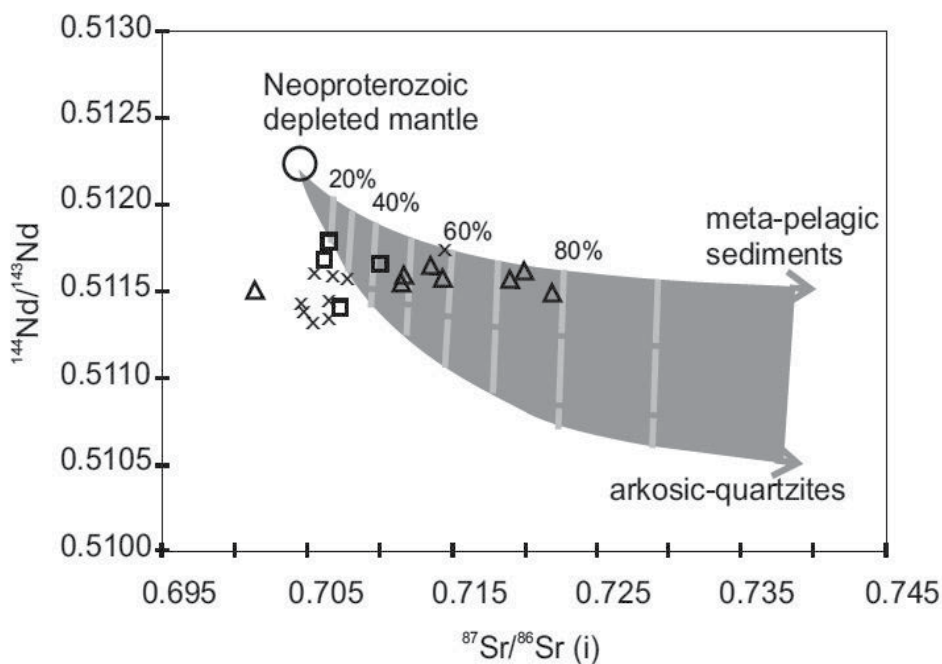 0.5130
0.5125
0.5120
0.5115
0.5110
0.5105
0.5100
¹⁴⁴Nd/¹⁴³Nd
Neoproterozoic
depleted mantle
20%
40%
60%
80%
meta-pelagic
sediments
arkosic-quartzites
0.695 0.705 0.715 0.725 0.735 0.745
⁸⁷Sr/⁸⁶Sr (i)